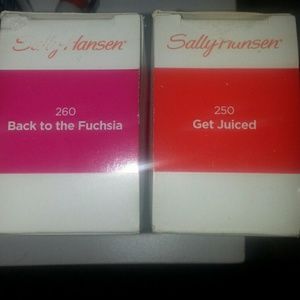 Sally Hansen®
260
Back to the Fuchsia
Sally Hansen®
250
Get Juiced